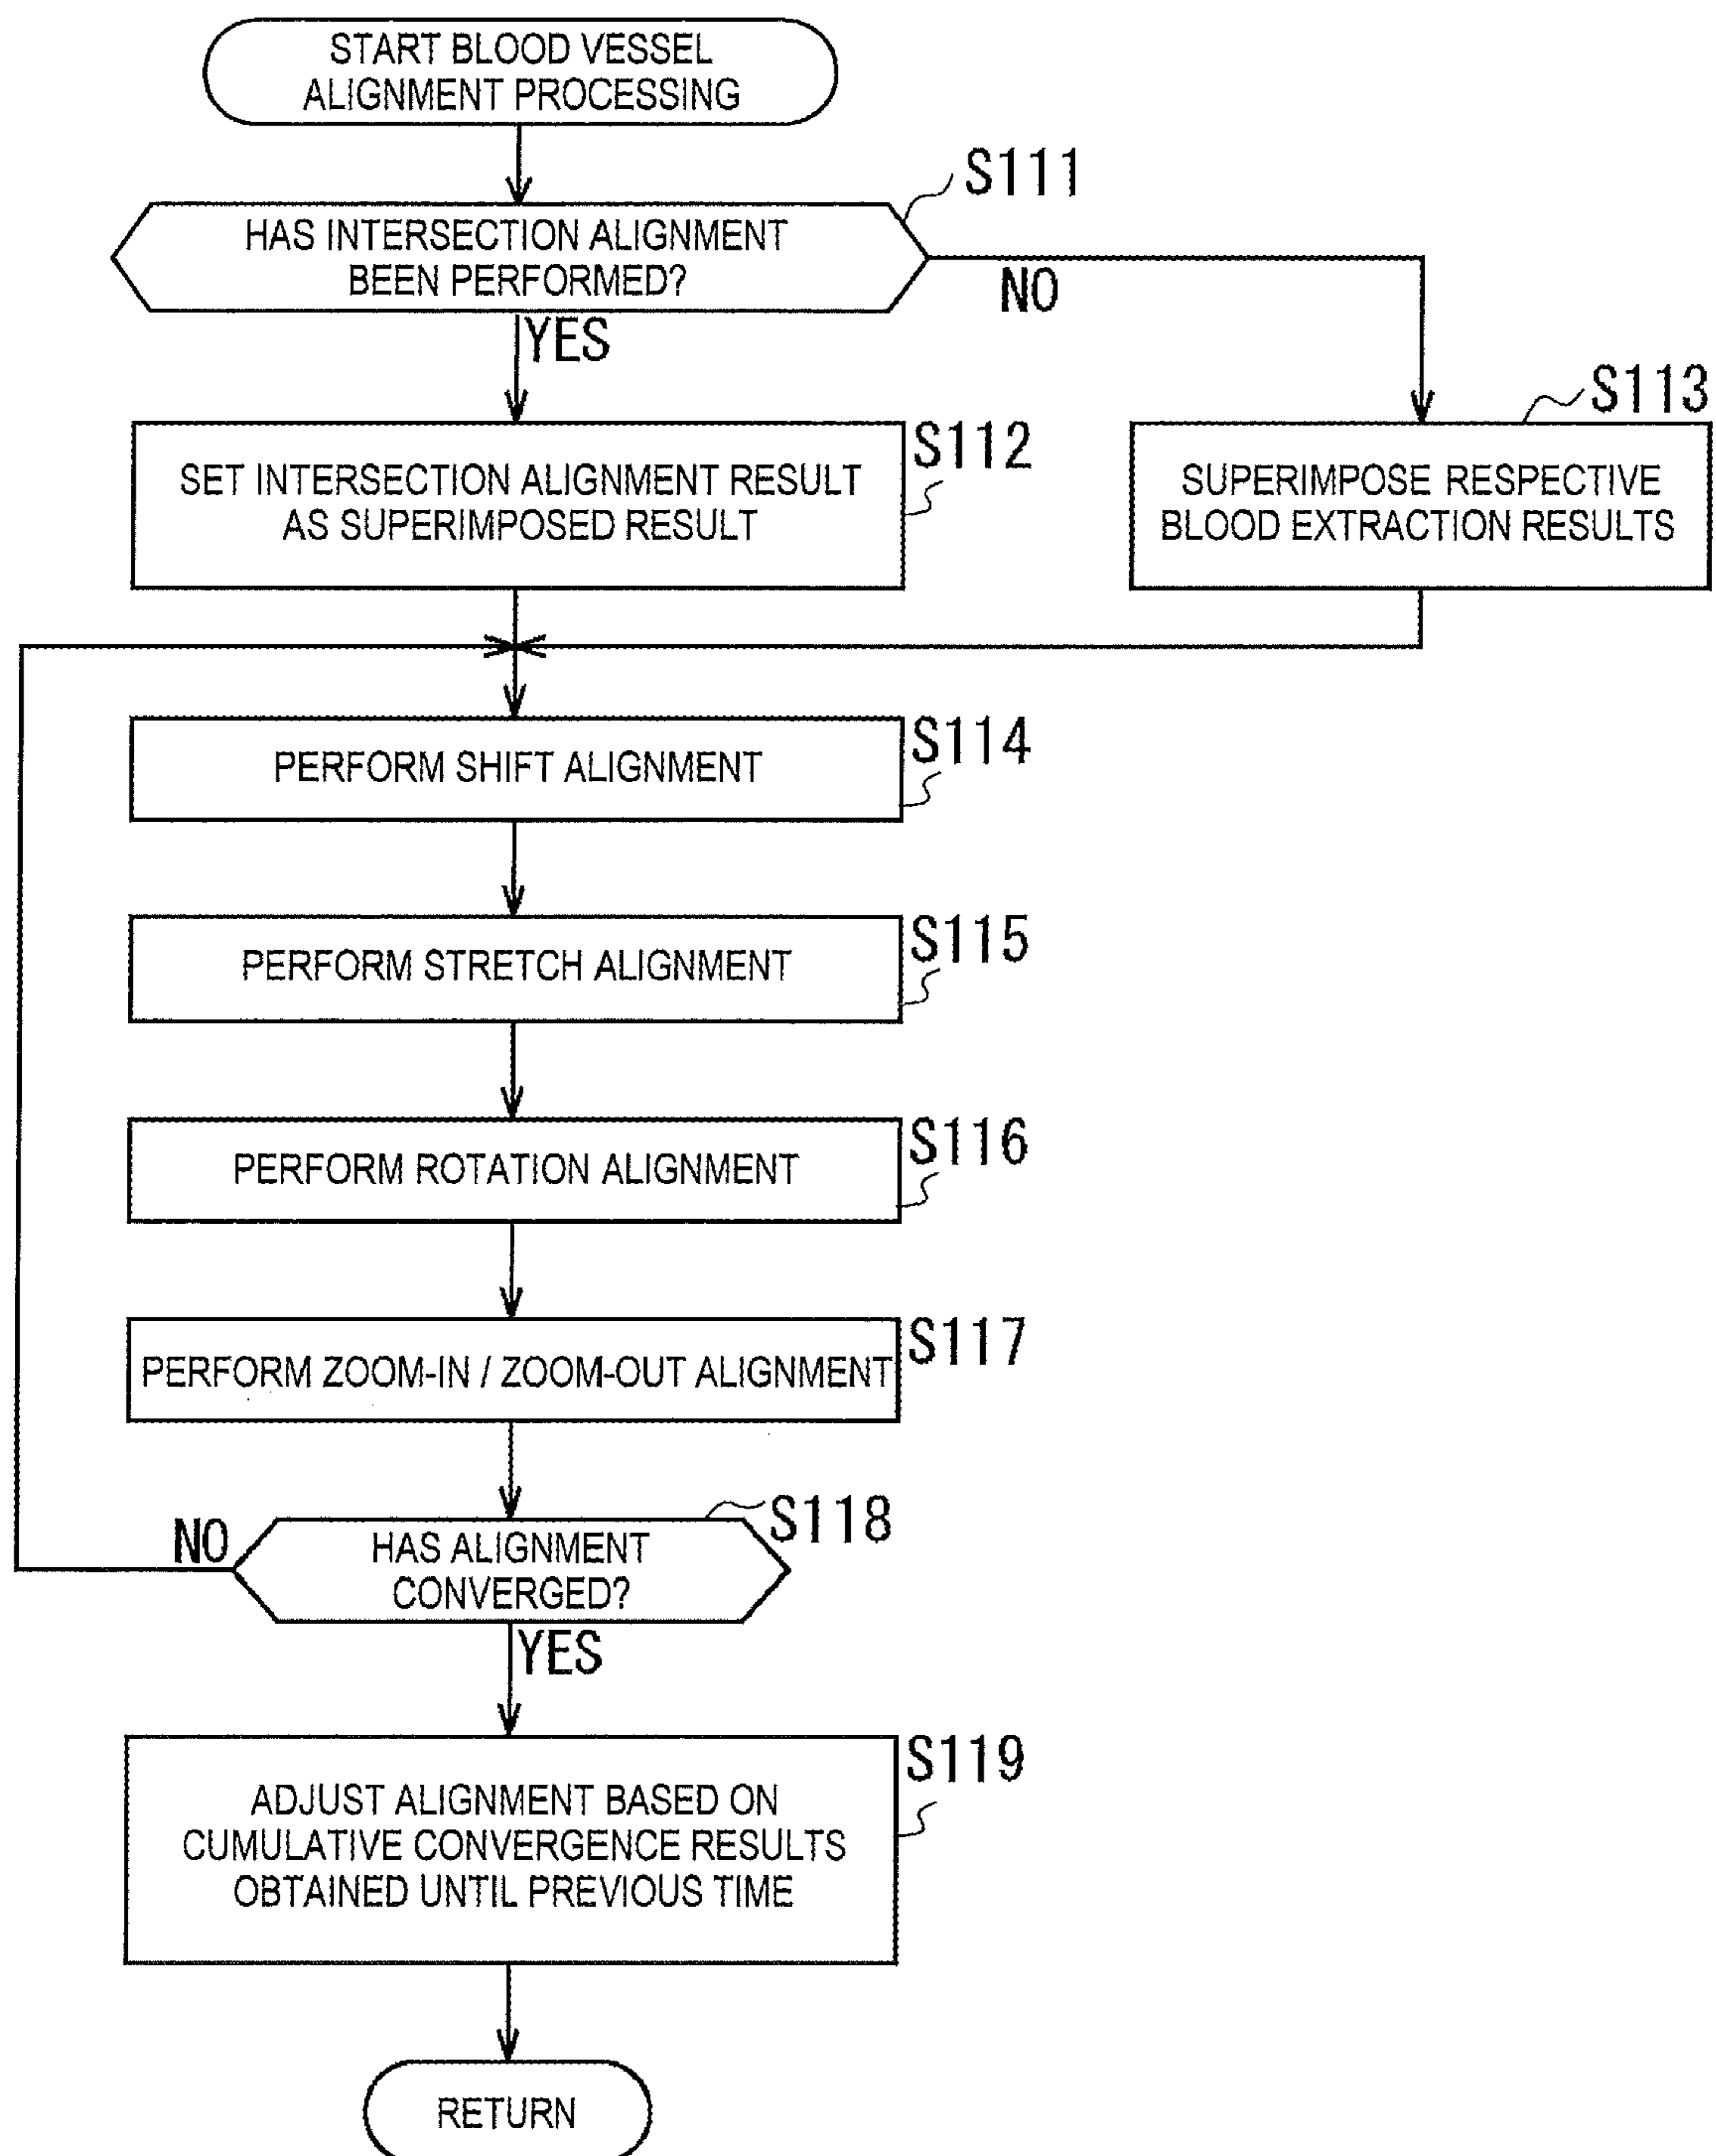 START BLOOD VESSEL
ALIGNMENT PROCESSING
S111
HAS INTERSECTION ALIGNMENT
BEEN PERFORMED?
NO
YES
S112
SET INTERSECTION ALIGNMENT RESULT
AS SUPERIMPOSED RESULT
S113
SUPERIMPOSE RESPECTIVE
BLOOD EXTRACTION RESULTS
S114
PERFORM SHIFT ALIGNMENT
S115
PERFORM STRETCH ALIGNMENT
S116
PERFORM ROTATION ALIGNMENT
S117
PERFORM ZOOM-IN / ZOOM-OUT ALIGNMENT
S118
NO
HAS ALIGNMENT
CONVERGED?
YES
S119
ADJUST ALIGNMENT BASED ON
CUMULATIVE CONVERGENCE RESULTS
OBTAINED UNTIL PREVIOUS TIME
RETURN